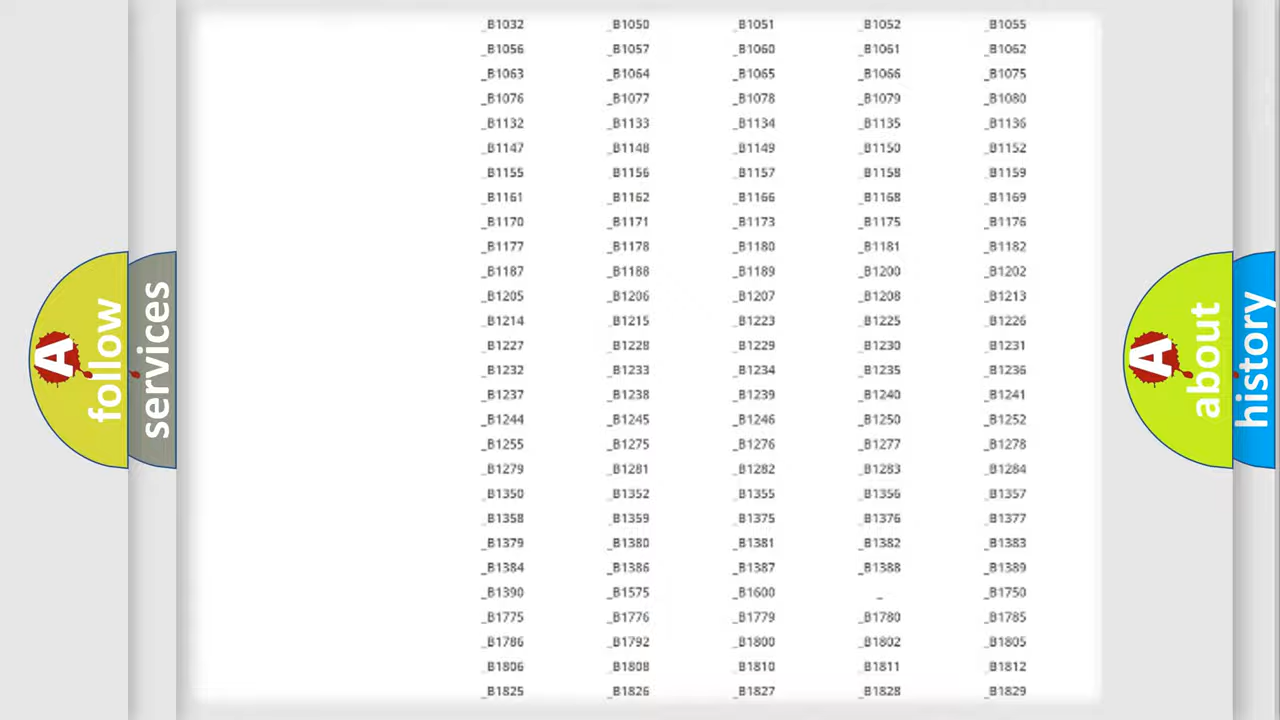 _B1032 _B1050 _B1051 _B1052 _B1055
_B1056 _B1057 _B1060 _B1061 _B1062
_B1063 _B1064 _B1065 _B1066 _B1075
_B1076 _B1077 _B1078 _B1079 _B1080
_B1132 _B1133 _B1134 _B1135 _B1136
_B1147 _B1148 _B1149 _B1150 _B1152
_B1155 _B1156 _B1157 _B1158 _B1159
_B1161 _B1162 _B1166 _B1168 _B1169
_B1170 _B1171 _B1173 _B1175 _B1176
_B1177 _B1178 _B1180 _B1181 _B1182
_B1187 _B1188 _B1189 _B1200 _B1202
_B1205 _B1206 _B1207 _B1208 _B1213
_B1214 _B1215 _B1223 _B1225 _B1226
_B1227 _B1228 _B1229 _B1230 _B1231
_B1232 _B1233 _B1234 _B1235 _B1236
_B1237 _B1238 _B1239 _B1240 _B1241
_B1244 _B1245 _B1246 _B1250 _B1252
_B1255 _B1275 _B1276 _B1277 _B1278
_B1279 _B1281 _B1282 _B1283 _B1284
_B1350 _B1352 _B1355 _B1356 _B1357
_B1358 _B1359 _B1375 _B1376 _B1377
_B1379 _B1380 _B1381 _B1382 _B1383
_B1384 _B1386 _B1387 _B1388 _B1389
_B1390 _B1575 _B1600 _ _B1750
_B1775 _B1776 _B1779 _B1780 _B1785
_B1786 _B1792 _B1800 _B1802 _B1805
_B1806 _B1808 _B1810 _B1811 _B1812
_B1825 _B1826 _B1827 _B1828 _B1829
A
follow
services
A
about
history